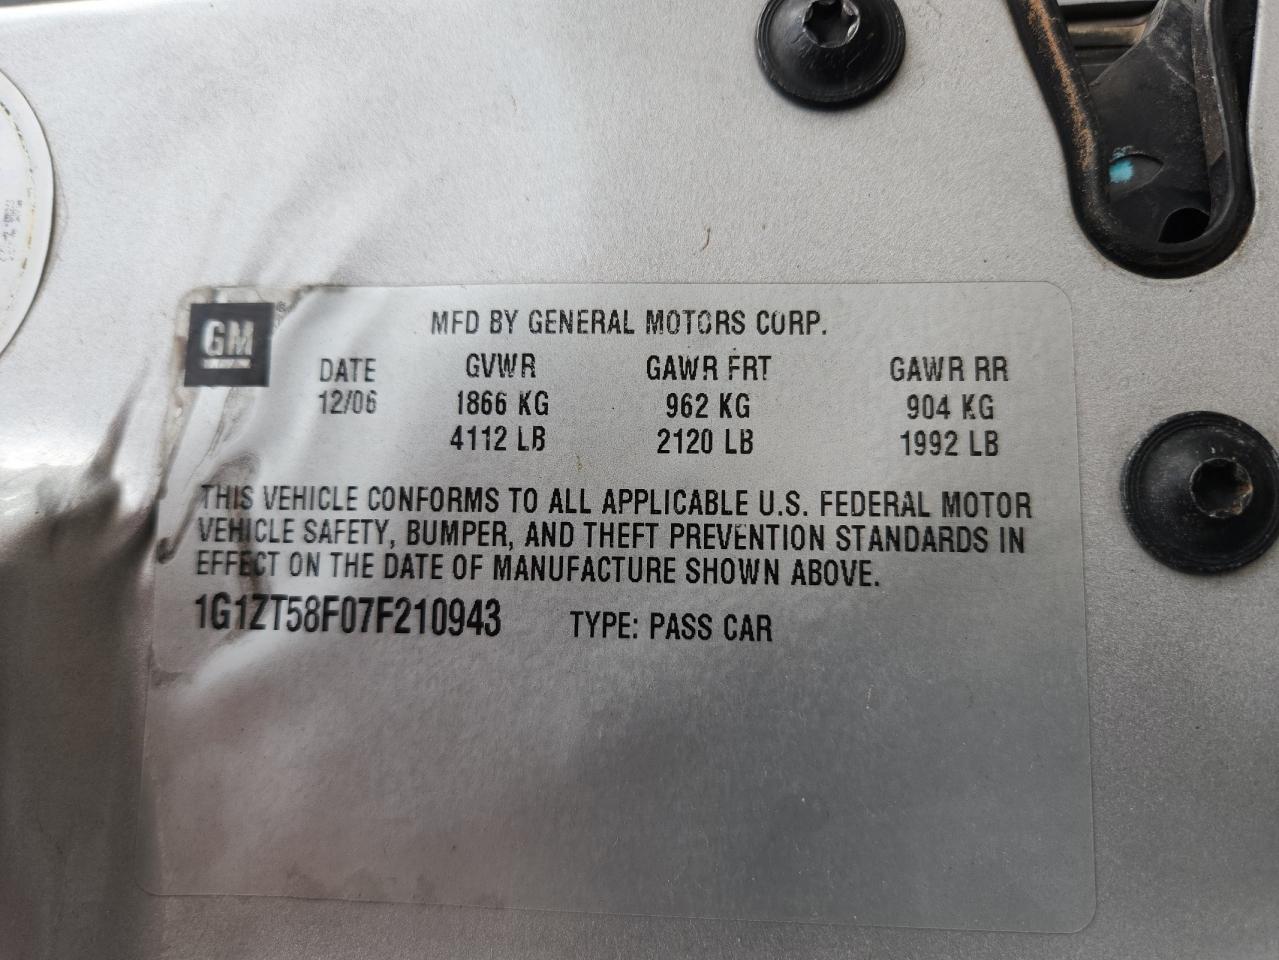 GM
MFD BY GENERAL MOTORS CORP.
DATE GVWR GAWR FRT GAWR RR
12/06 1866 KG 962 KG 904 KG
4112 LB 2120 LB 1992 LB
THIS VEHICLE CONFORMS TO ALL APPLICABLE U.S. FEDERAL MOTOR
VEHICLE SAFETY, BUMPER, AND THEFT PREVENTION STANDARDS IN
EFFECT ON THE DATE OF MANUFACTURE SHOWN ABOVE.
1G1ZT58F07F210943 TYPE: PASS CAR